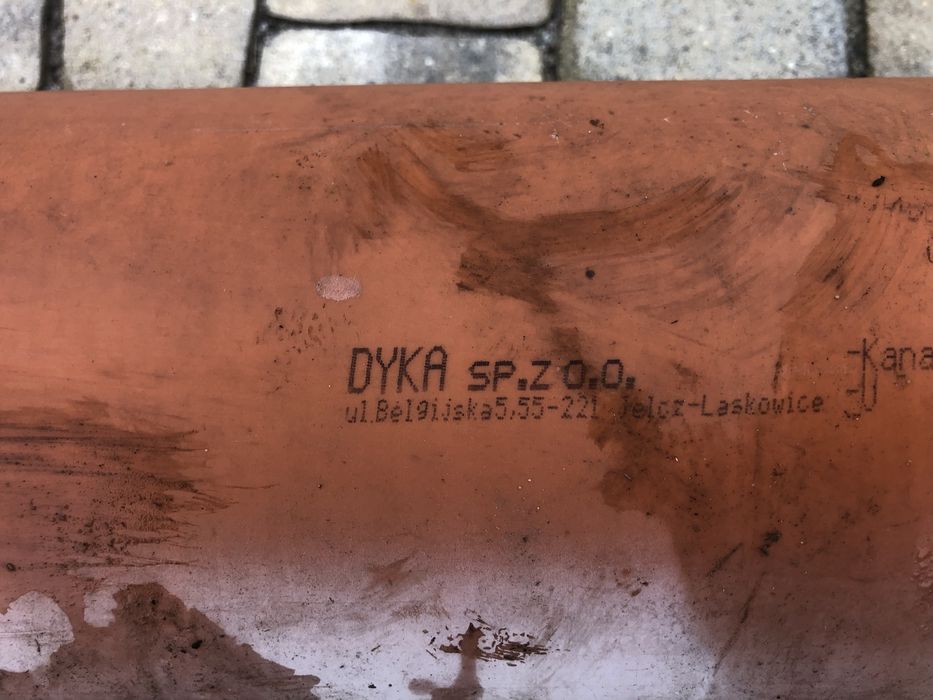 DYKA sp.z o.o.
ul.Belgijska5,55-221 Jelcz-Laskowice